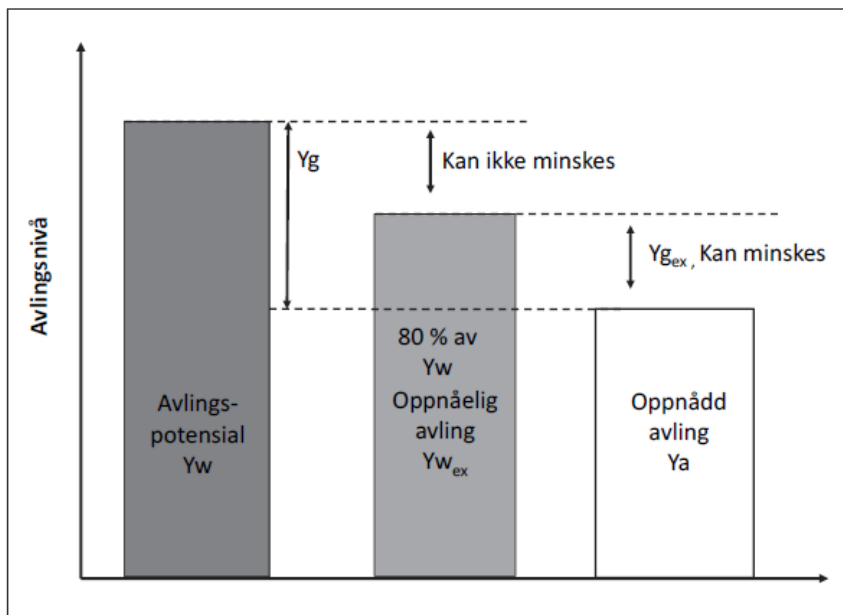 Avlingsnivå
Yg
Kan ikke minskes
Yg_ex , Kan minskes
80 % av
Yw
Oppnåelig
avling
Yw_ex
Avlings-
potensial
Yw
Oppnådd
avling
Ya